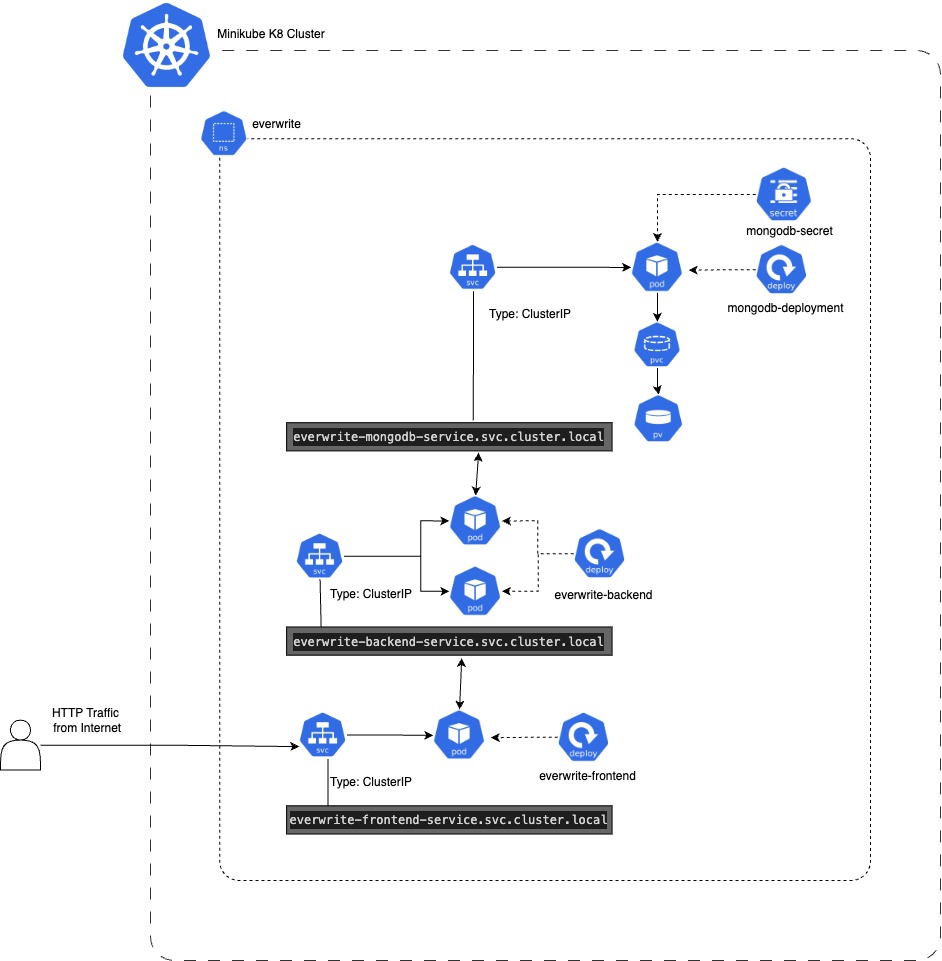 Minikube K8 Cluster
everwrite
ns
secret
mongodb-secret
svc
pod
deploy
Type: ClusterIP
mongodb-deployment
pvc
pv
everwrite-mongodb-service.svc.cluster.local
pod
svc
deploy
Type: ClusterIP
pod
everwrite-backend
everwrite-backend-service.svc.cluster.local
HTTP Traffic
from Internet
svc
pod
deploy
Type: ClusterIP
everwrite-frontend
everwrite-frontend-service.svc.cluster.local